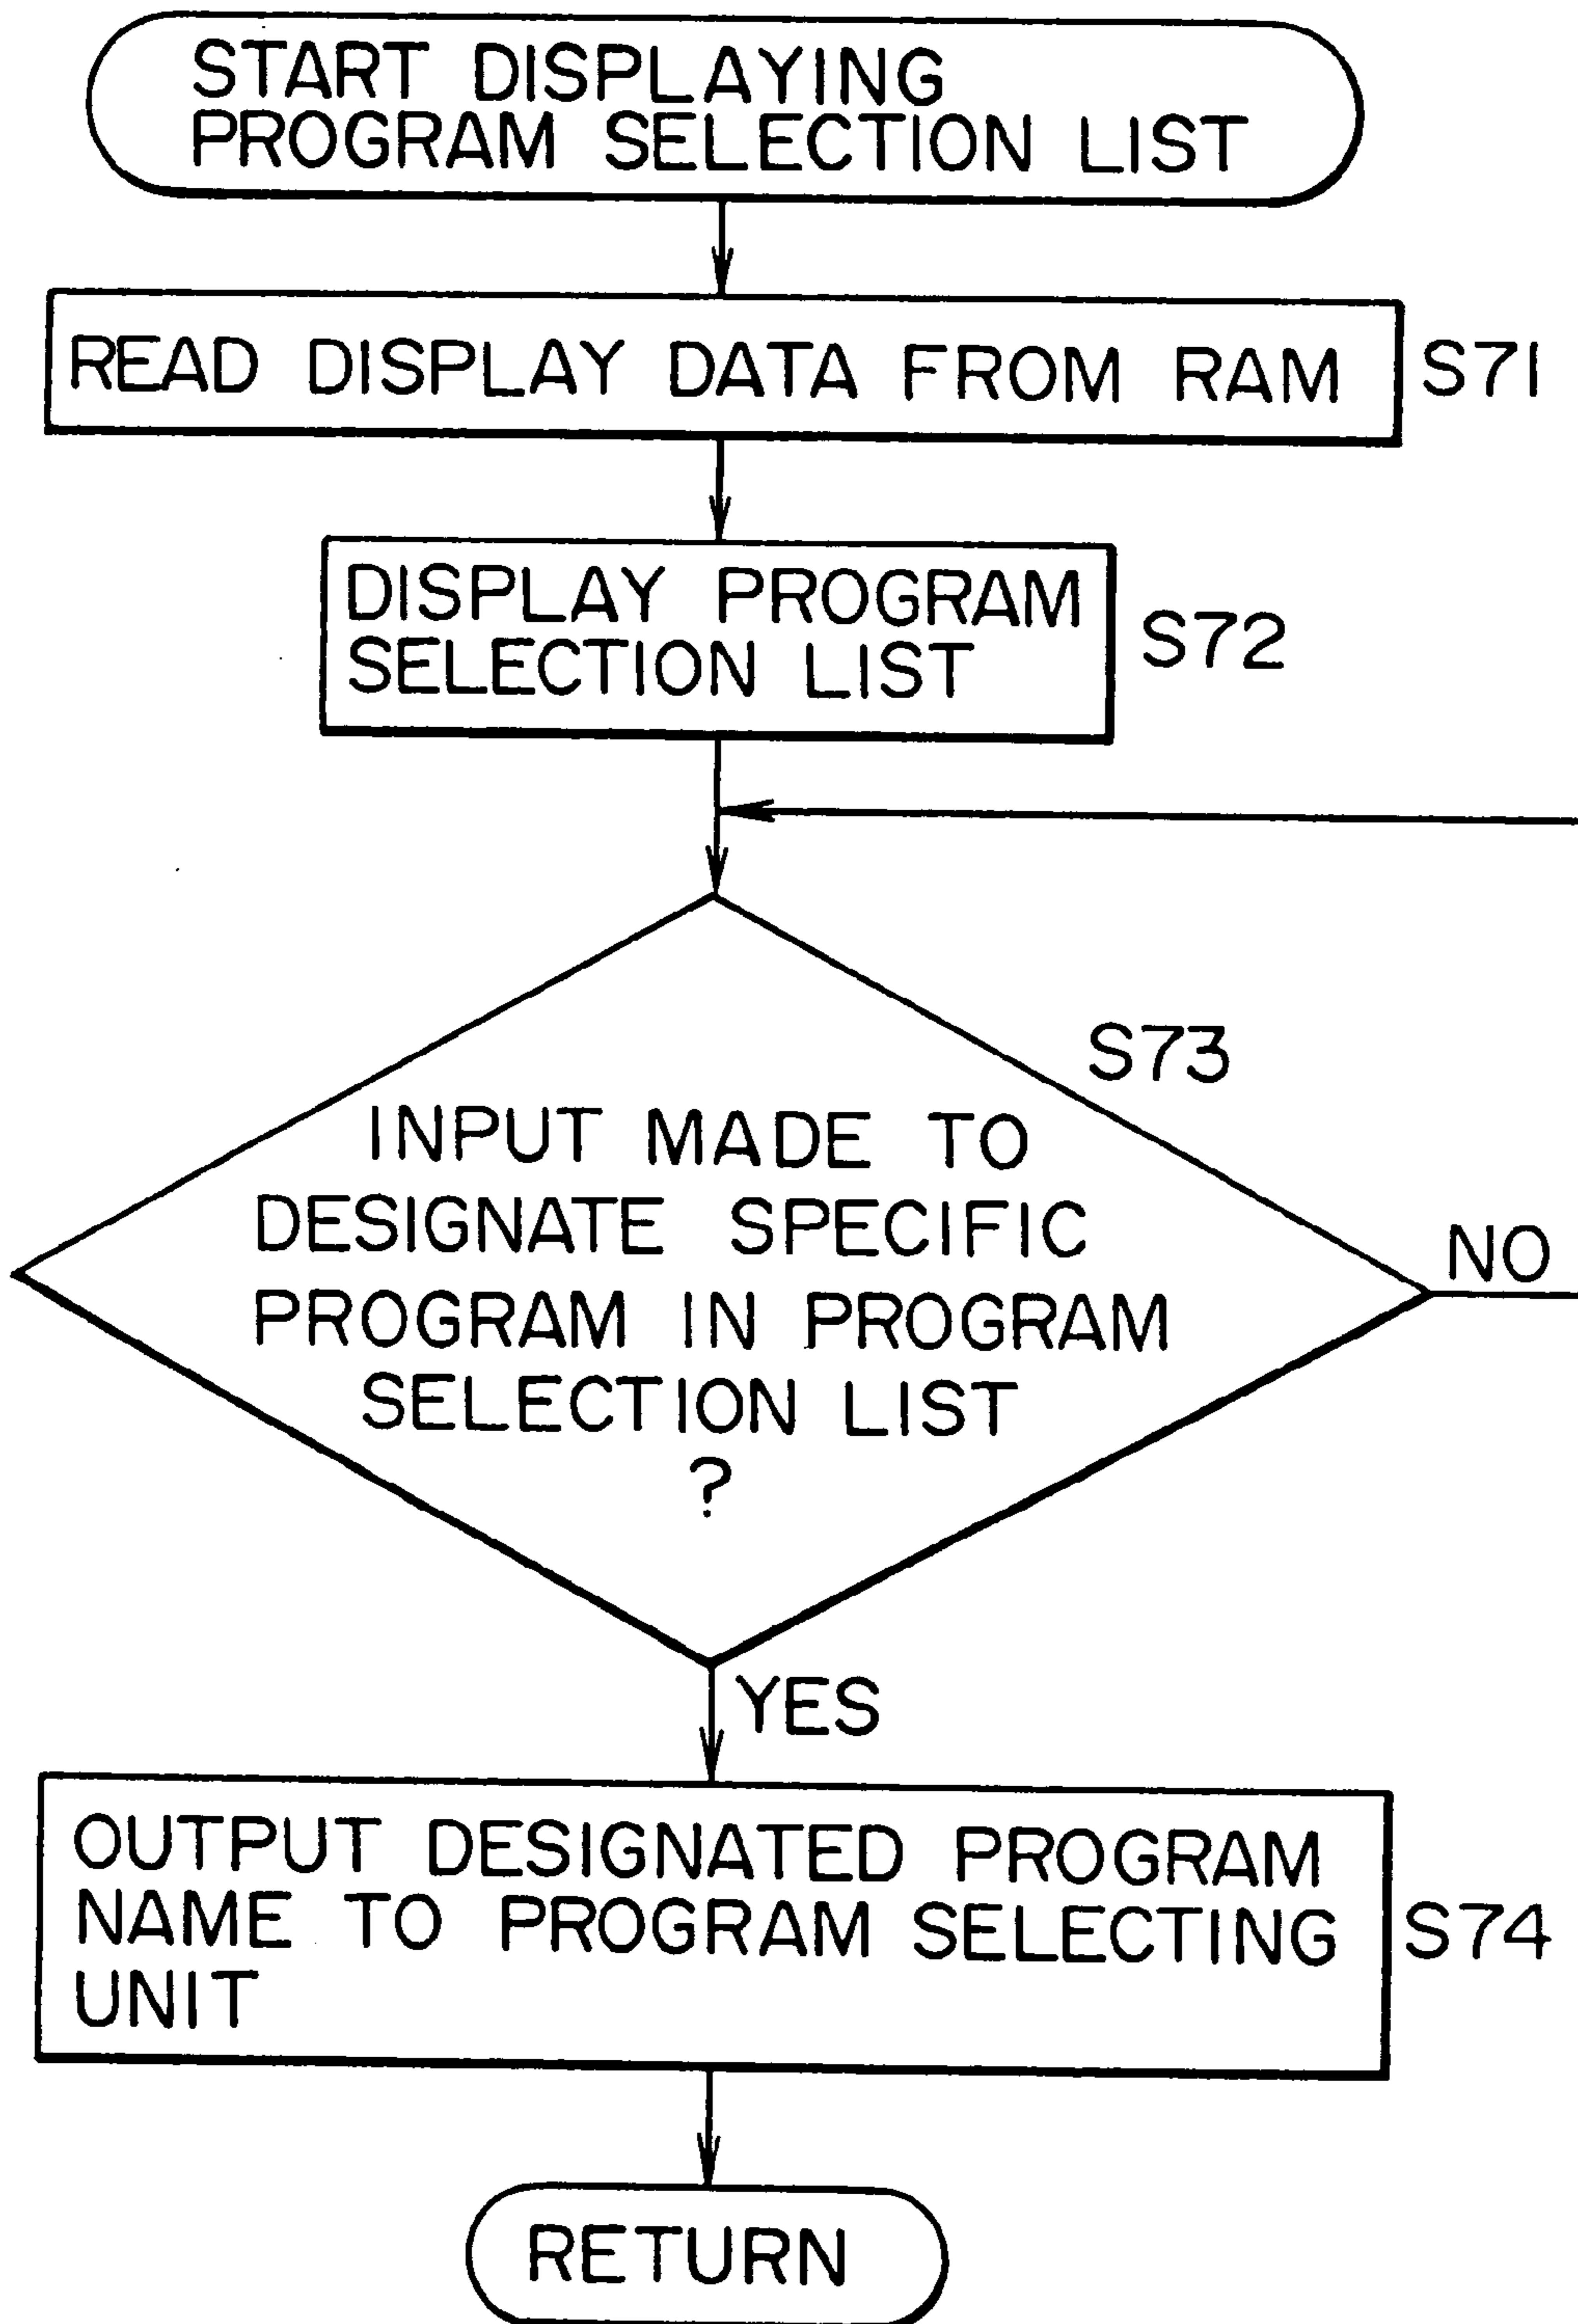 START DISPLAYING
PROGRAM SELECTION LIST
READ DISPLAY DATA FROM RAM
S71
DISPLAY PROGRAM
SELECTION LIST
S72
S73
INPUT MADE TO
DESIGNATE SPECIFIC
PROGRAM IN PROGRAM
SELECTION LIST
?
NO
YES
OUTPUT DESIGNATED PROGRAM
NAME TO PROGRAM SELECTING
UNIT
S74
RETURN